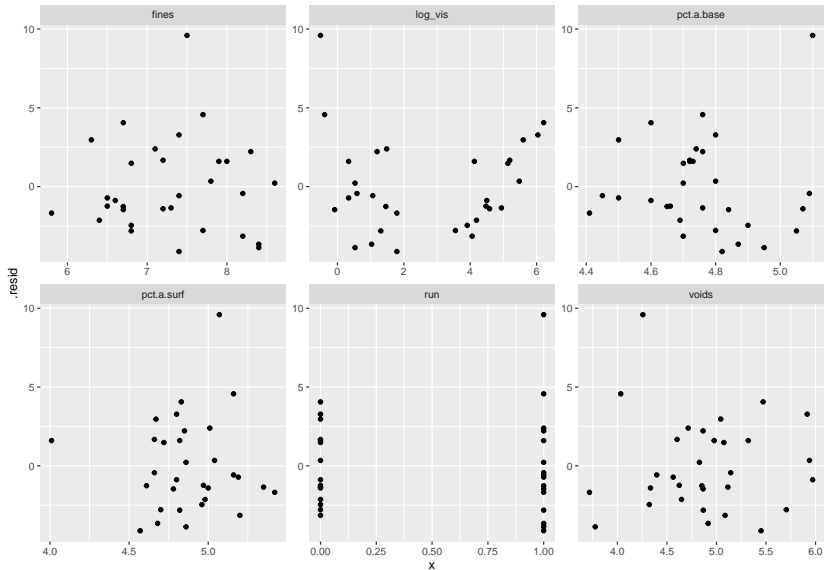 fines log_vis pct.a.base
10
5
0
6 7 8 0 2 4 6 4.4 4.6 4.8 5.0
pct.a.surf run voids
10
5
0
4.0 4.5 5.0 0.00 0.25 0.50 0.75 1.00 4.0 4.5 5.0 5.5 6.0
x
.resid